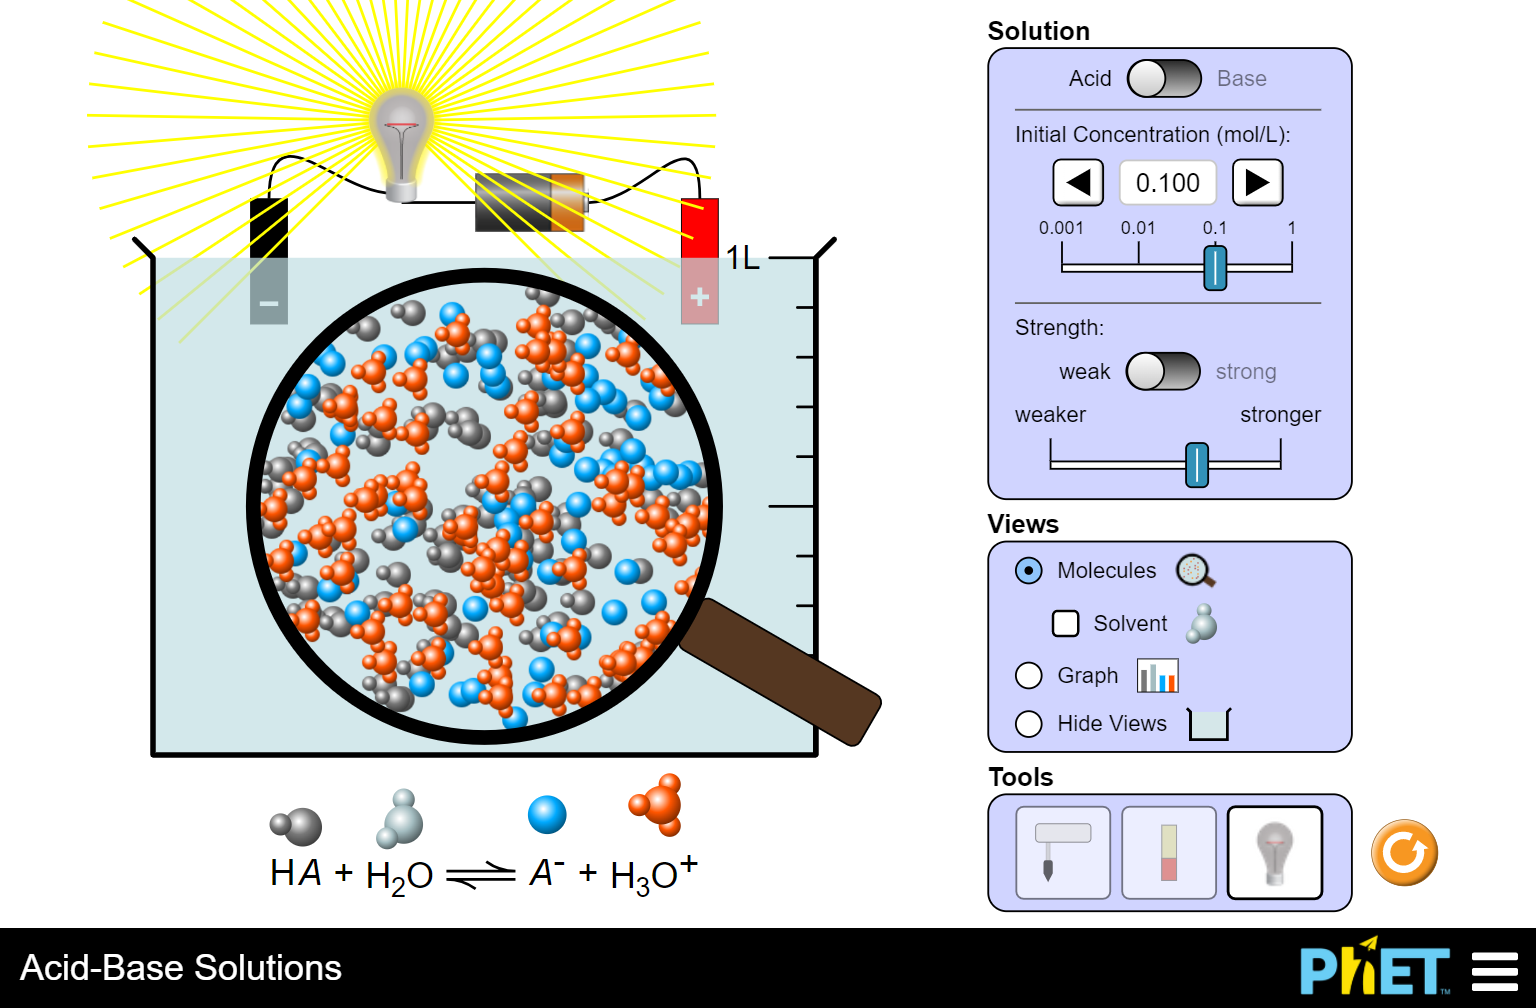 Solution
Acid Base
Initial Concentration (mol/L):
0.100
0.001 0.01 0.1 1
Strength:
weak strong
weaker stronger
Views
Molecules
Solvent
Graph
Hide Views
Tools
1L
−
+
HA + H₂O ⇌ A⁻ + H₃O⁺
Acid-Base Solutions
PhET™